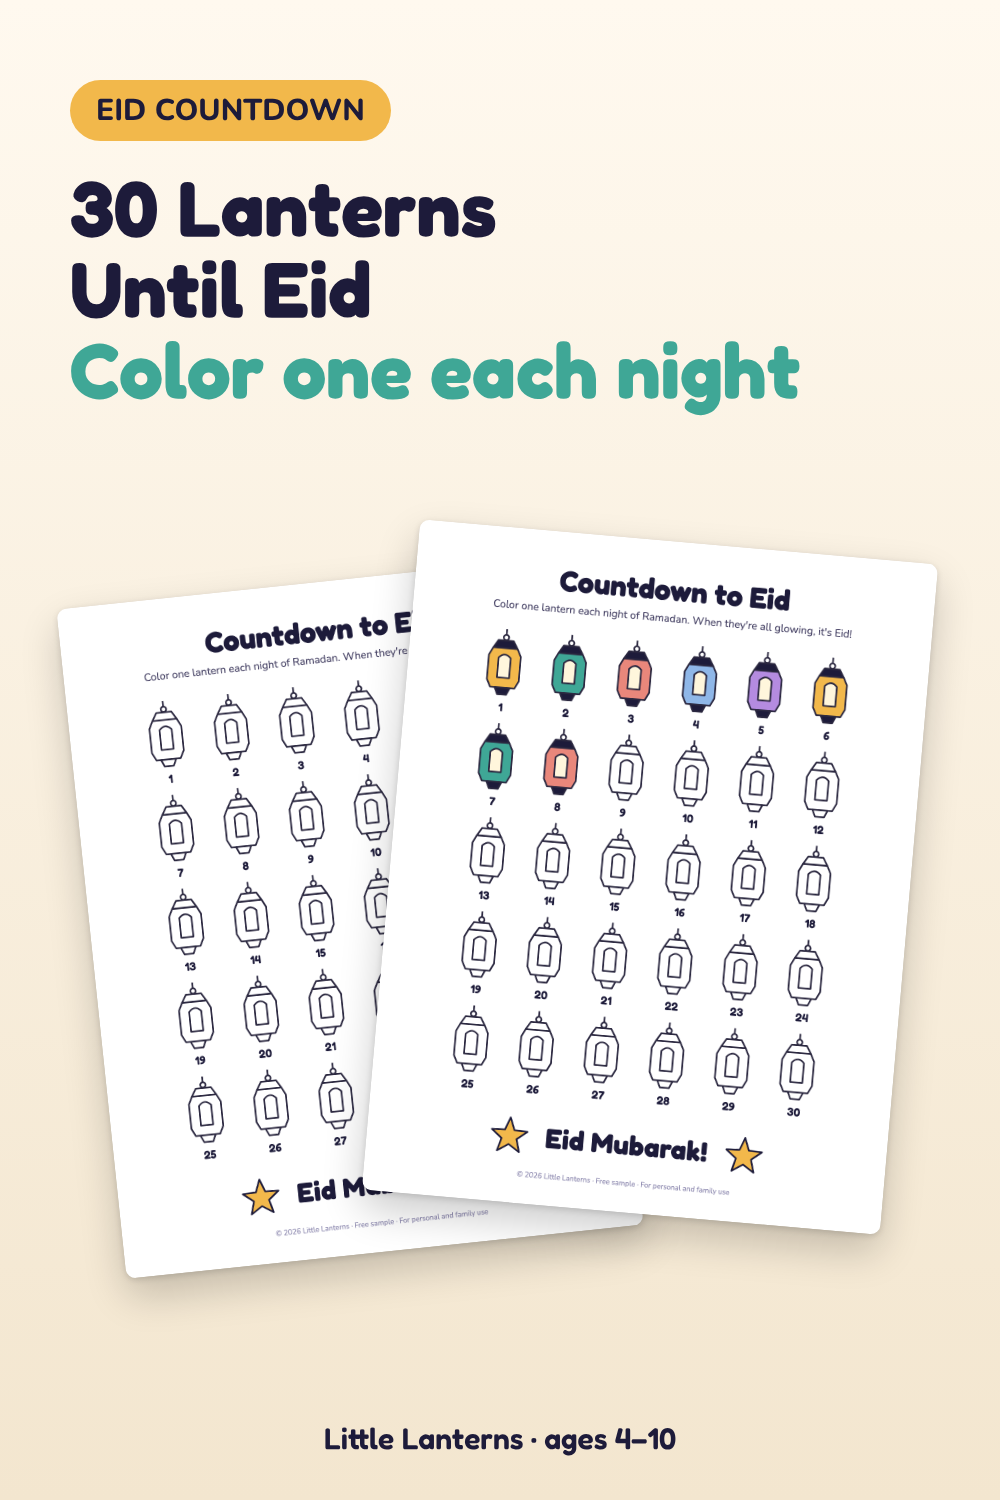 EID COUNTDOWN
30 Lanterns
Until Eid
Color one each night
Countdown to
Color one lantern each night of Ramadan. When they're
1 2 3 4
7 8 9 10
13 14 15
19 20 21
25 26 27
Eid
© 2026 Little Lanterns · Free sample · For personal and family use
Countdown to Eid
Color one lantern each night of Ramadan. When they're all glowing, it's Eid!
1 2 3 4 5 6
7 8 9 10 11 12
13 14 15 16 17 18
19 20 21 22 23 24
25 26 27 28 29 30
Eid Mubarak!
© 2026 Little Lanterns · Free sample · For personal and family use
Little Lanterns · ages 4–10